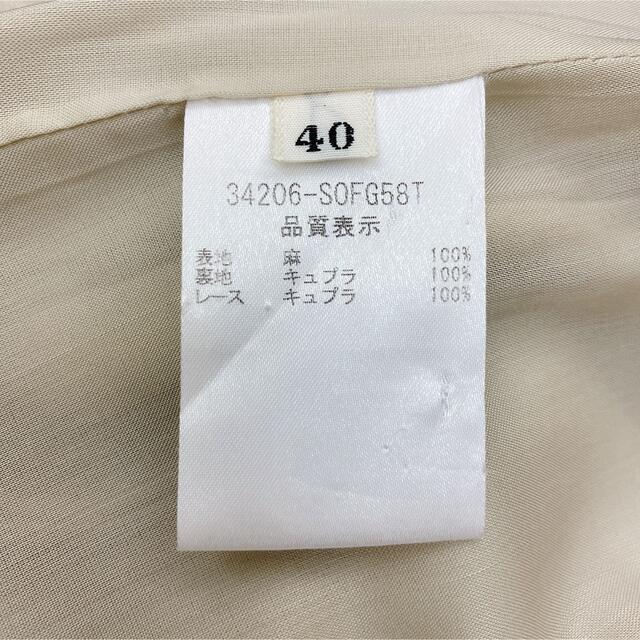 40
34206-SOFG58T
品質表示
表地 麻 100%
裏地 キュプラ 100%
レース キュプラ 100%